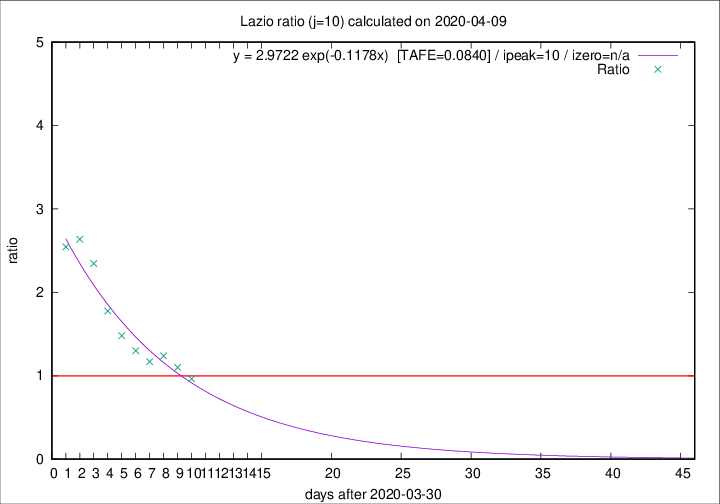 Lazio ratio (j=10) calculated on 2020-04-09
y = 2.9722 exp(-0.1178x) [TAFE=0.0840] / ipeak=10 / izero=n/a
Ratio
5
4
3
2
1
0
ratio
0 1 2 3 4 5 6 7 8 9 10 11 12 13 14 15 20 25 30 35 40 45
days after 2020-03-30